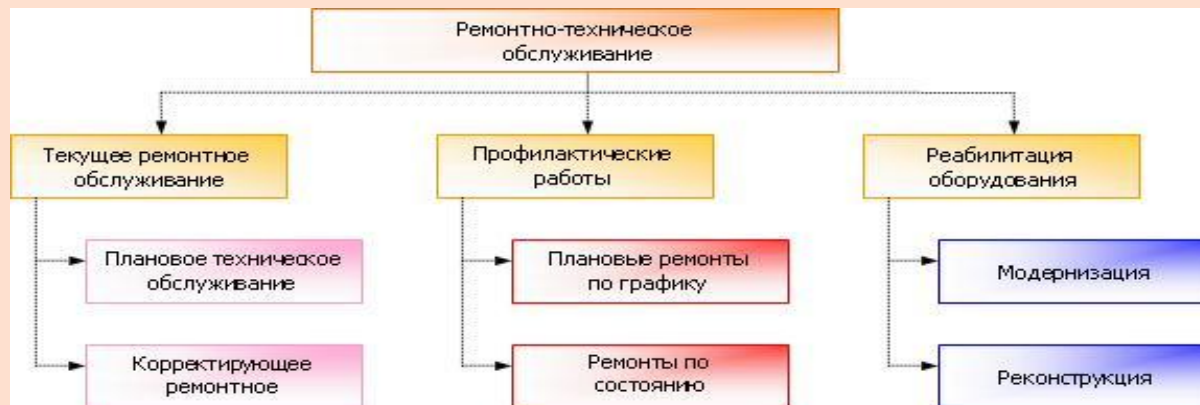 Ремонтно-техническое
обслуживание
Текущее ремонтное
обслуживание
Профилактические
работы
Реабилитация
оборудования
Плановое техническое
обслуживание
Плановые ремонты
по графику
Модернизация
Корректирующее
ремонтное
Ремонты по
состоянию
Реконструкция